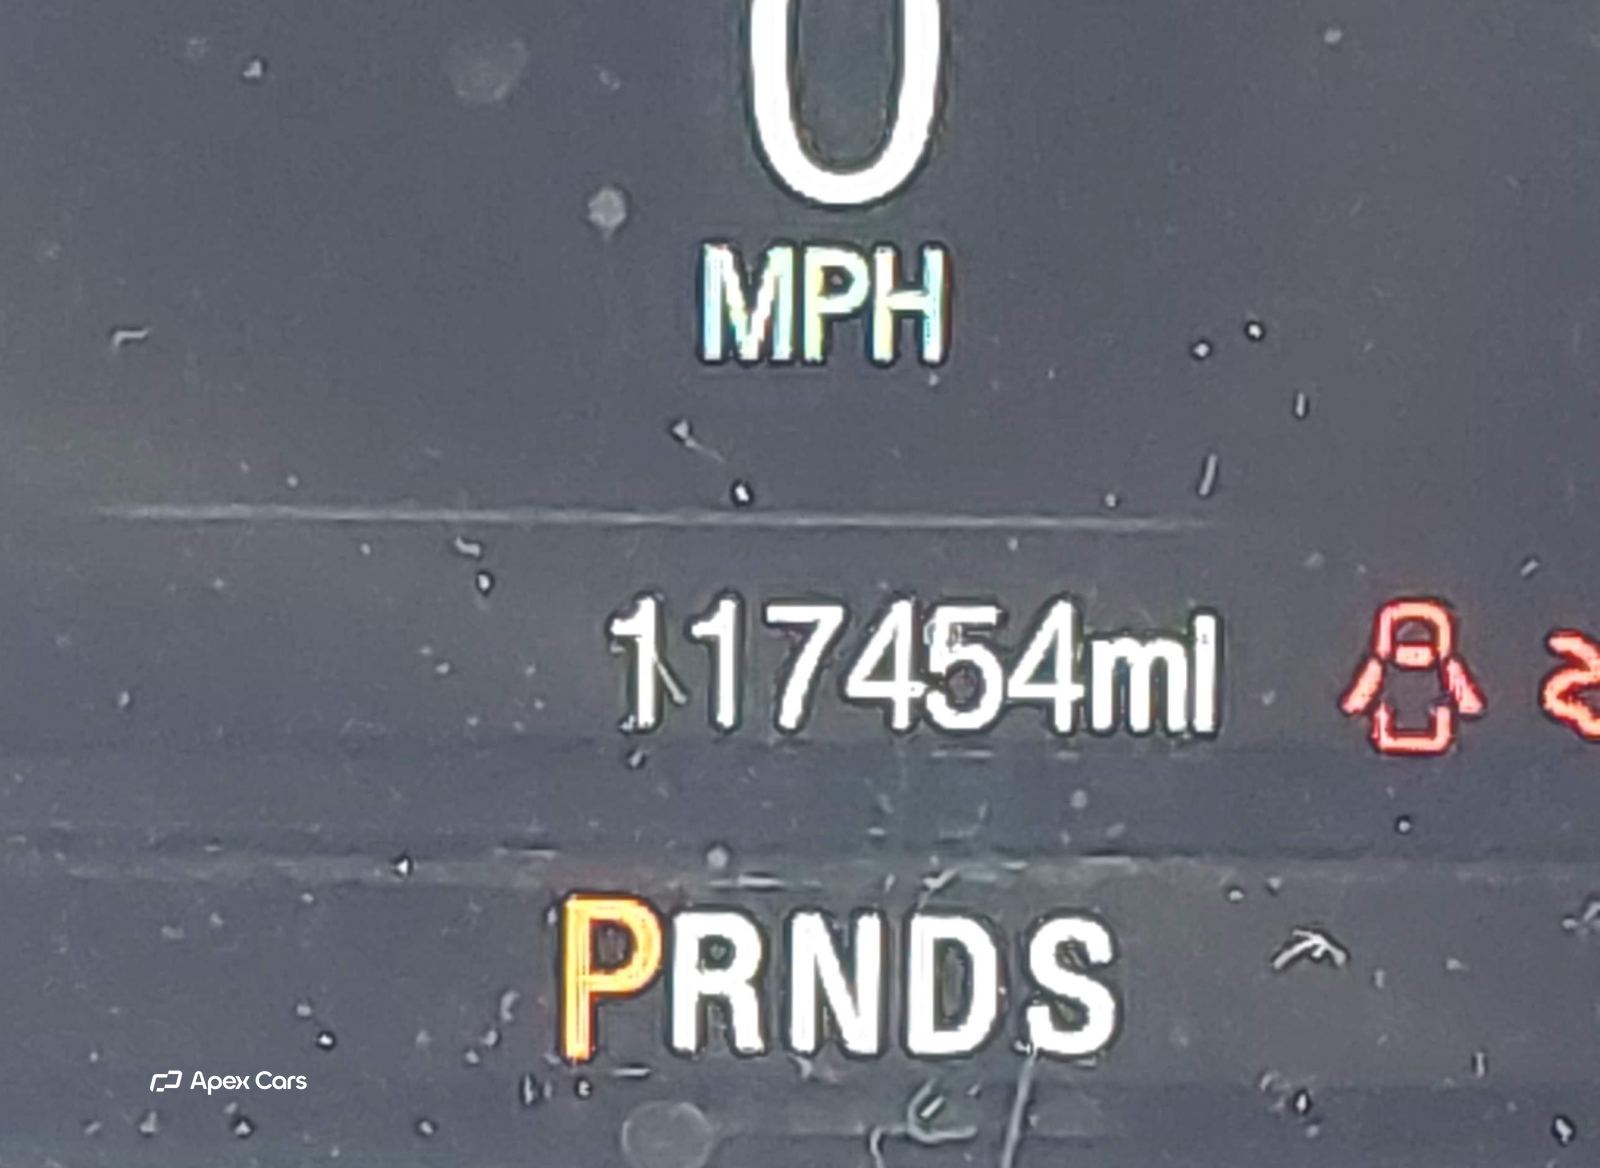 0
MPH
117454mi
PRNDS
Apex Cars